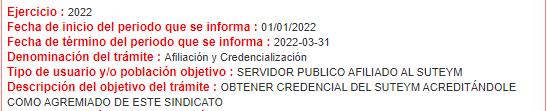 Ejercicio : 2022
Fecha de inicio del periodo que se informa : 01/01/2022
Fecha de término del periodo que se informa : 2022-03-31
Denominación del trámite : Afiliación y Credencialización
Tipo de usuario y/o población objetivo : SERVIDOR PUBLICO AFILIADO AL SUTEYM
Descripción del objetivo del trámite : OBTENER CREDENCIAL DEL SUTEYM ACREDITÁNDOLE
COMO AGREMIADO DE ESTE SINDICATO